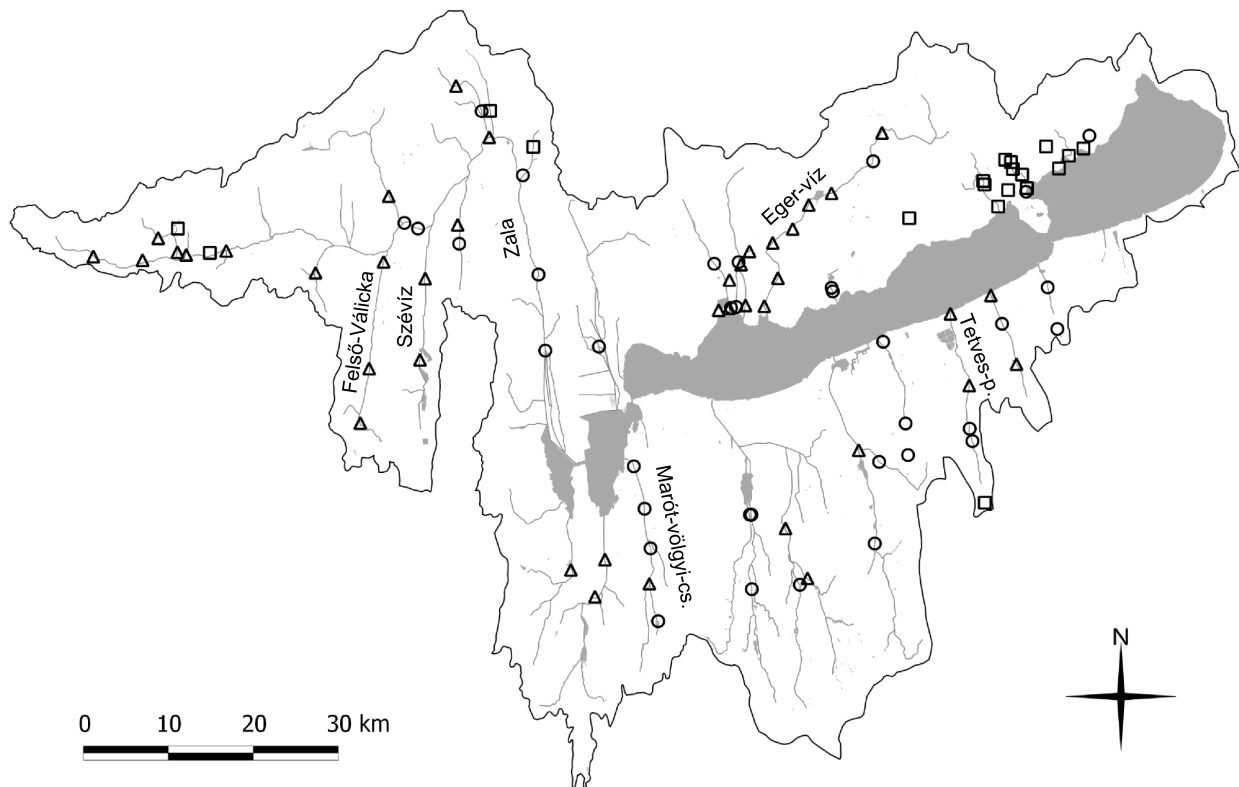 Eger-víz
Zala
Felső-Válicka
Szévíz
Tetves-p.
Marót-völgyi-cs.
N
0 10 20 30 km